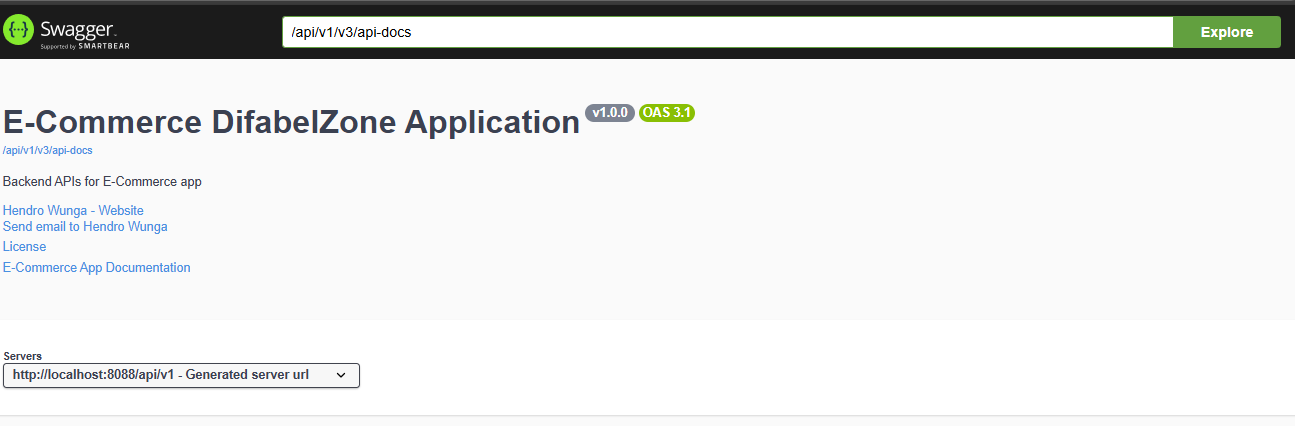 Swagger
Supported by SMARTBEAR
/api/v1/v3/api-docs
Explore
E-Commerce DifabelZone Application v1.0.0 OAS 3.1
/api/v1/v3/api-docs
Backend APIs for E-Commerce app
Hendro Wunga - Website
Send email to Hendro Wunga
License
E-Commerce App Documentation
Servers
http://localhost:8088/api/v1 - Generated server url